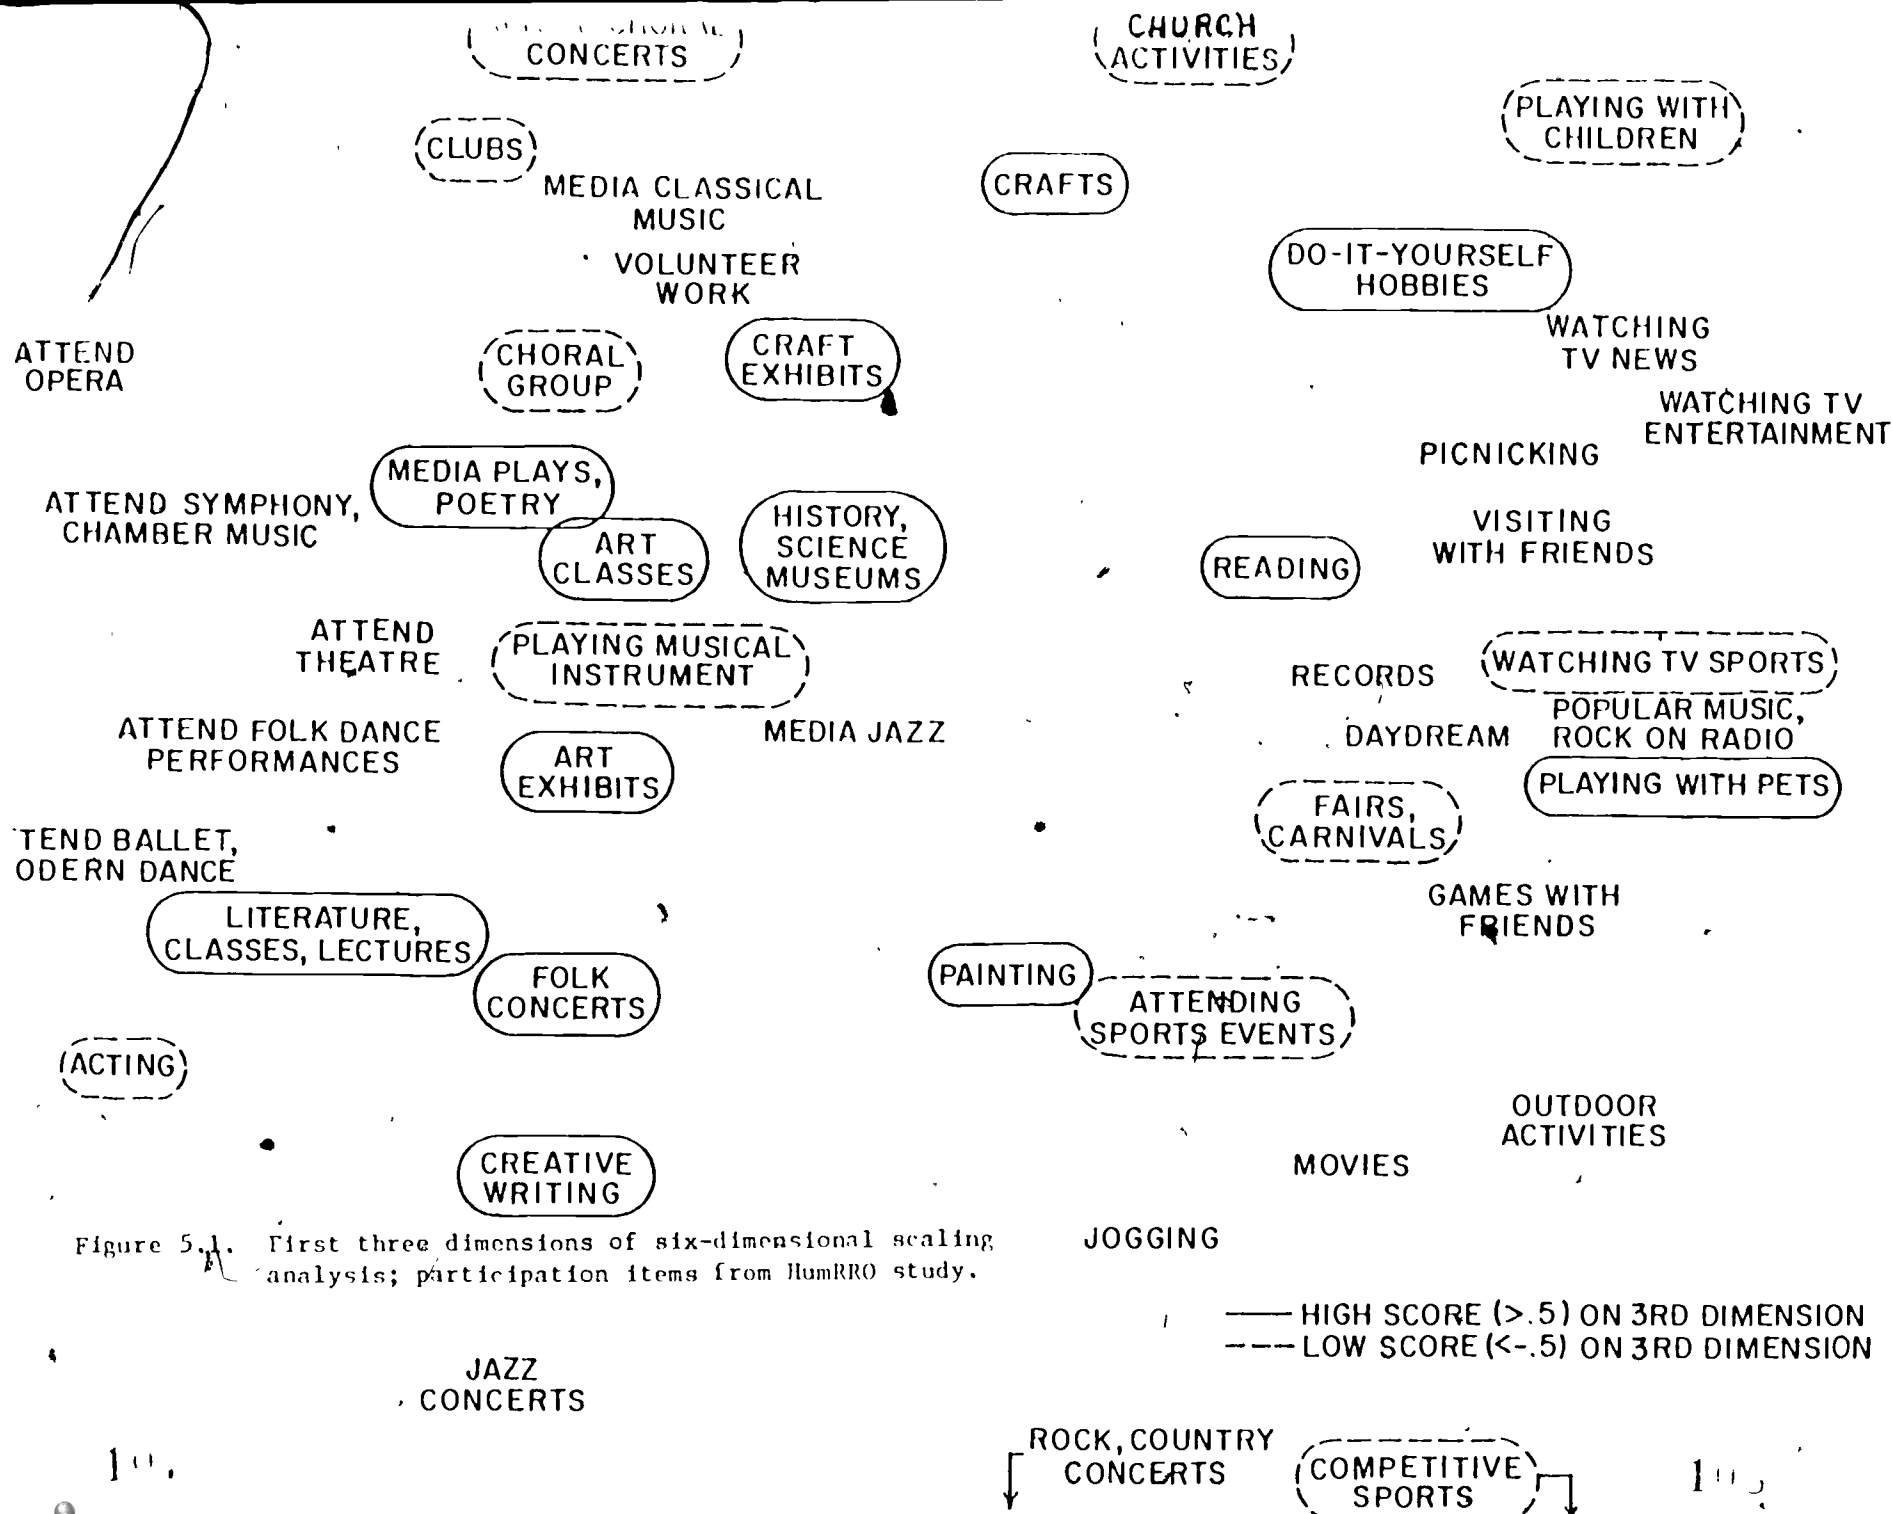 CONCERTS
CHURCH
ACTIVITIES
PLAYING WITH
CHILDREN
CLUBS
MEDIA CLASSICAL
MUSIC
CRAFTS
VOLUNTEER
WORK
DO-IT-YOURSELF
HOBBIES
WATCHING
TV NEWS
ATTEND
OPERA
CHORAL
GROUP
CRAFT
EXHIBITS
WATCHING TV
ENTERTAINMENT
PICNICKING
MEDIA PLAYS,
POETRY
ATTEND SYMPHONY,
CHAMBER MUSIC
ART
CLASSES
HISTORY,
SCIENCE
MUSEUMS
READING
VISITING
WITH FRIENDS
ATTEND
THEATRE
PLAYING MUSICAL
INSTRUMENT
RECORDS
WATCHING TV SPORTS
ATTEND FOLK DANCE
PERFORMANCES
MEDIA JAZZ
DAYDREAM
POPULAR MUSIC,
ROCK ON RADIO
ART
EXHIBITS
PLAYING WITH PETS
FAIRS,
CARNIVALS
TEND BALLET,
ODERN DANCE
GAMES WITH
FRIENDS
LITERATURE,
CLASSES, LECTURES
FOLK
CONCERTS
PAINTING
ATTENDING
SPORTS EVENTS
ACTING
OUTDOOR
ACTIVITIES
CREATIVE
WRITING
MOVIES
JOGGING
Figure 5.1. First three dimensions of six-dimensional scaling
analysis; participation items from HumRRO study.
HIGH SCORE (>.5) ON 3RD DIMENSION
LOW SCORE (<-.5) ON 3RD DIMENSION
JAZZ
CONCERTS
ROCK, COUNTRY
CONCERTS
COMPETITIVE
SPORTS